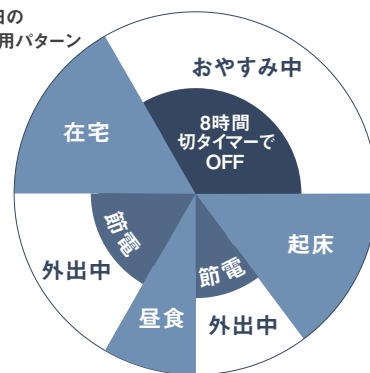 日の
用パターン
おやすみ中
8時間
切タイマーで
OFF
在宅
起床
節電
節電
外出中
昼食
外出中